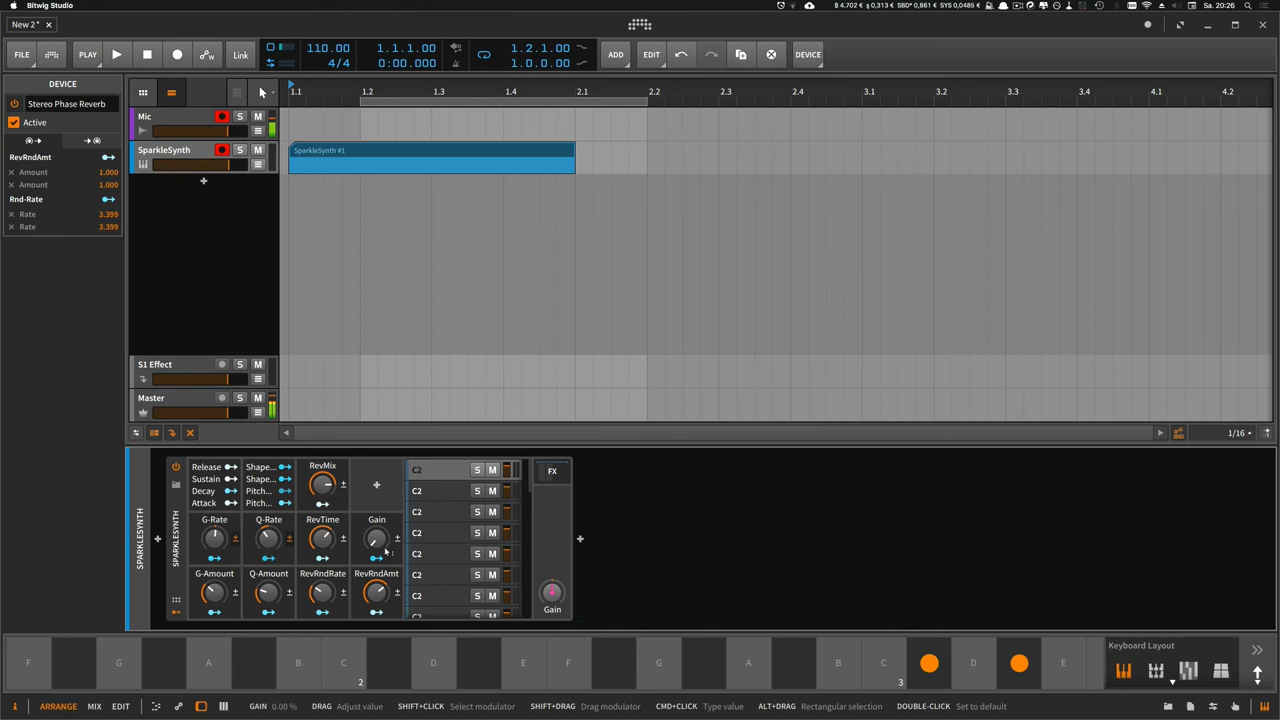 Bitwig Studio
฿ 4.702 € 0,313 € SBD* 0,861 € SYS 0,0485 €
Sa. 20:26
New 2*
FILE
PLAY
Link
110.00
4/4
1.1.1.00
0:00.000
1.2.1.00
1.0.0.00
ADD
EDIT
DEVICE
DEVICE
Stereo Phase Reverb
Active
RevRndAmt
Amount 1.000
Amount 1.000
Rnd-Rate
Rate 3.399
Rate 3.399
1.1 1.2 1.3 1.4 2.1 2.2 2.3 2.4 3.1 3.2 3.3 3.4 4.1 4.2
Mic S M
SparkleSynth S M
SparkleSynth #1
S1 Effect S M
Master S M
1/16
SPARKLESYNTH
SPARKLESYNTH
Release Shape...
Sustain Shape...
Decay Pitch...
Attack Pitch...
RevMix
G-Rate Q-Rate RevTime Gain
G-Amount Q-Amount RevRndRate RevRndAmt
C2 S M
C2 S M
C2 S M
C2 S M
C2 S M
C2 S M
C2 S M
FX
Gain
F G A B C D E F G A B C D E
2 3
Keyboard Layout
ARRANGE MIX EDIT
GAIN 0.00 % DRAG Adjust value SHIFT+CLICK Select modulator SHIFT+DRAG Drag modulator CMD+CLICK Type value ALT+DRAG Rectangular selection DOUBLE-CLICK Set to default